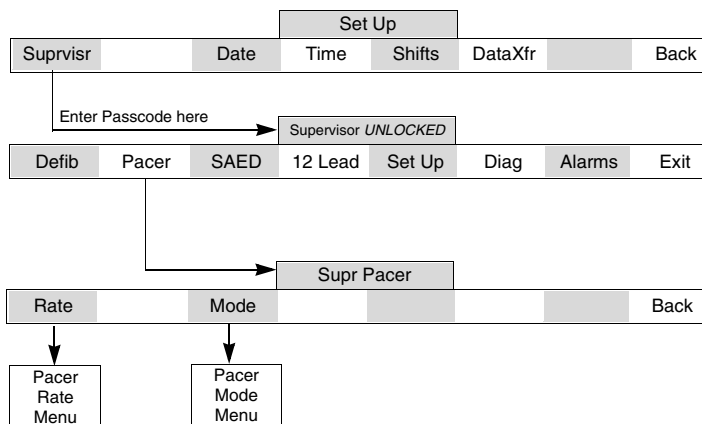 Set Up
Suprvisr Date Time Shifts DataXfr Back
Enter Passcode here
Supervisor UNLOCKED
Defib Pacer SAED 12 Lead Set Up Diag Alarms Exit
Supr Pacer
Rate Mode Back
Pacer
Rate
Menu
Pacer
Mode
Menu